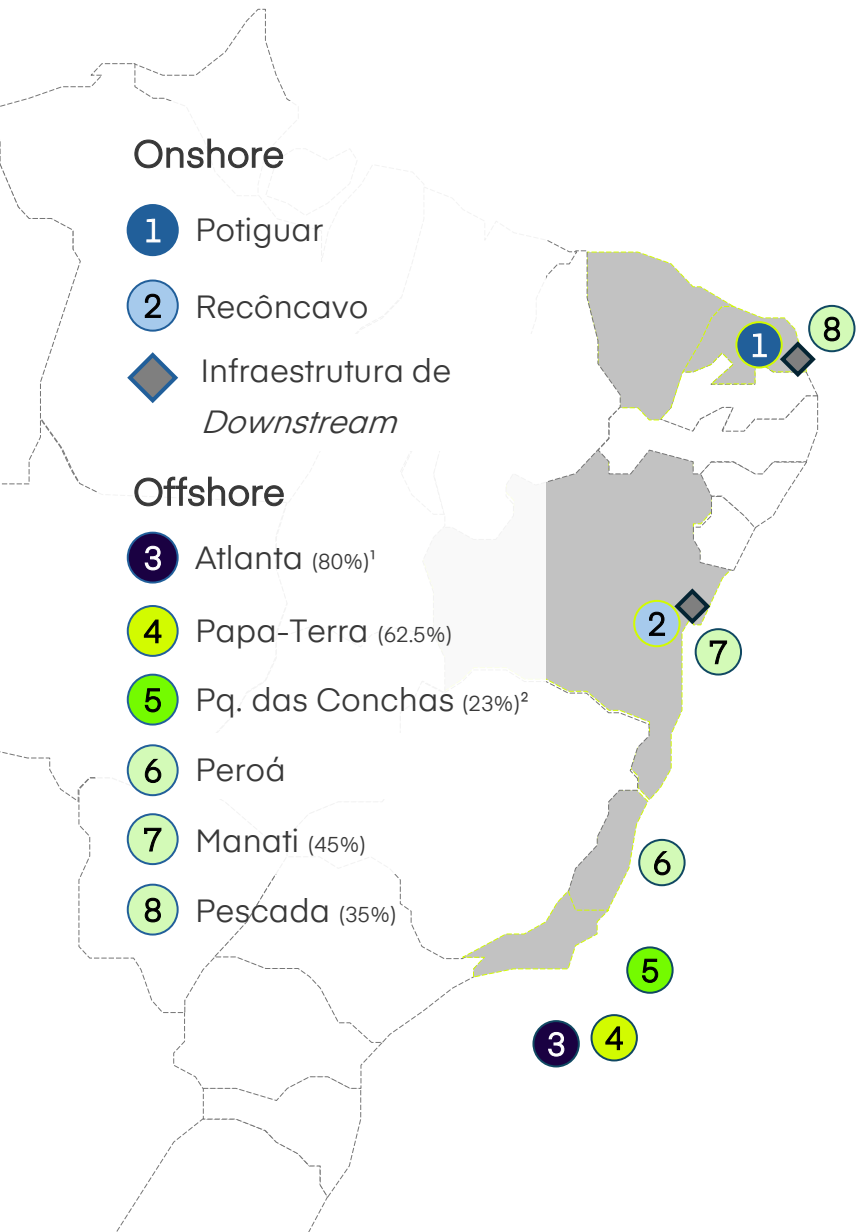 Onshore
1 Potiguar
2 Recôncavo
Infraestrutura de
Downstream
Offshore
3 Atlanta (80%)¹
4 Papa-Terra (62.5%)
5 Pq. das Conchas (23%)²
6 Peroá
7 Manati (45%)
8 Pescada (35%)
8
1
2
7
6
5
4
3